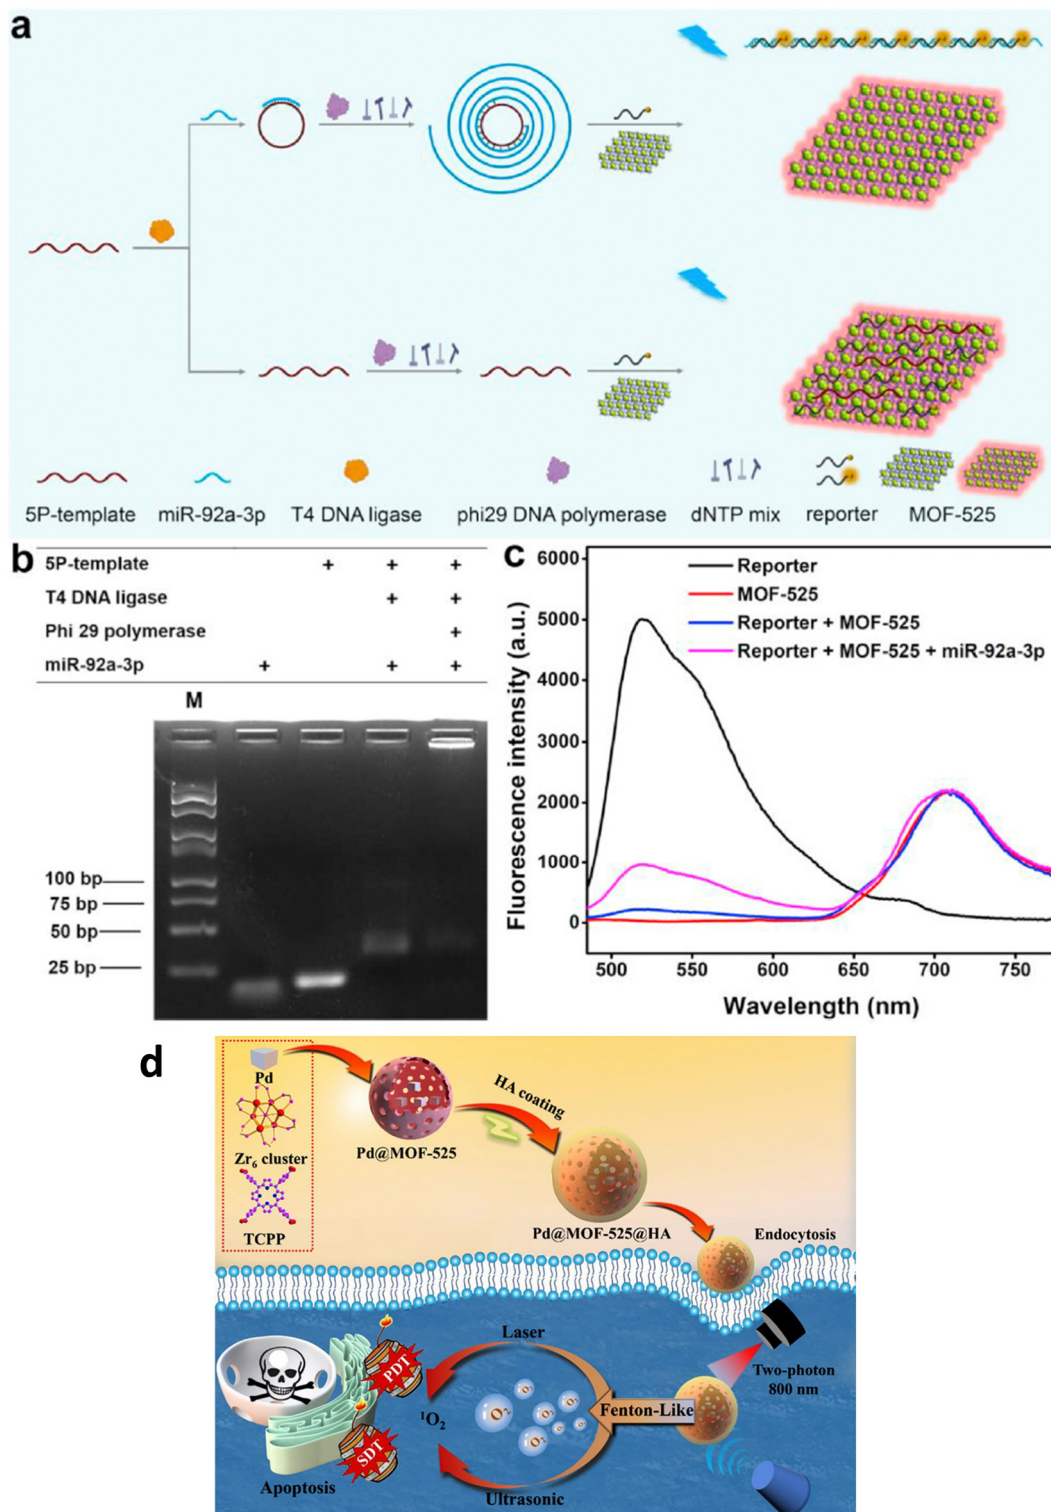 a
5P-template
miR-92a-3p
T4 DNA ligase
phi29 DNA polymerase
dNTP mix
reporter
MOF-525
b
5P-template + + +
T4 DNA ligase + +
Phi 29 polymerase +
miR-92a-3p + + +
M
100 bp
75 bp
50 bp
25 bp
c
6000
5000
4000
3000
2000
1000
0
Fluorescence intensity (a.u.)
Reporter
MOF-525
Reporter + MOF-525
Reporter + MOF-525 + miR-92a-3p
500 550 600 650 700 750
Wavelength (nm)
d
Pd
Zr6 cluster
TCPP
Pd@MOF-525
HA coating
Pd@MOF-525@HA
Endocytosis
Laser
Two-photon
800 nm
PDT
Fenton-Like
¹O₂
O₂
O₂
O₂
O₂
SDT
Apoptosis
Ultrasonic